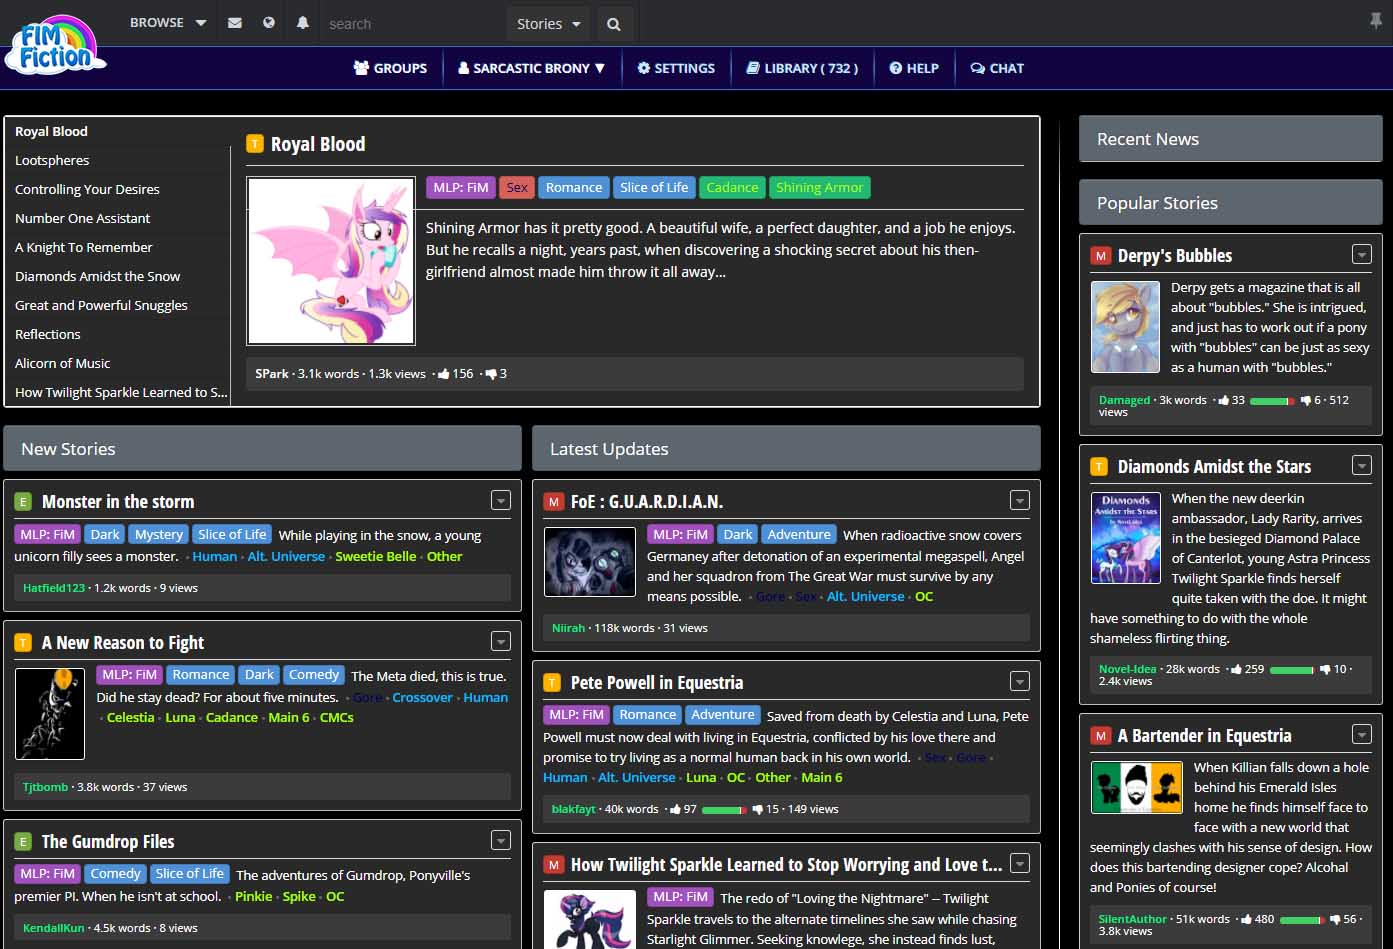 FIM Fiction
BROWSE
search
Stories
GROUPS
SARCASTIC BRONY ▼
SETTINGS
LIBRARY ( 732 )
HELP
CHAT
Royal Blood
Lootspheres
Controlling Your Desires
Number One Assistant
A Knight To Remember
Diamonds Amidst the Snow
Great and Powerful Snuggles
Reflections
Alicorn of Music
How Twilight Sparkle Learned to S...
T Royal Blood
MLP: FiM Sex Romance Slice of Life Cadance Shining Armor
Shining Armor has it pretty good. A beautiful wife, a perfect daughter, and a job he enjoys.
But he recalls a night, years past, when discovering a shocking secret about his then-
girlfriend almost made him throw it all away...
SPark · 3.1k words · 1.3k views · 156 · 3
New Stories
E Monster in the storm
MLP: FiM Dark Mystery Slice of Life While playing in the snow, a young
unicorn filly sees a monster. · Human · Alt. Universe · Sweetie Belle · Other
Hatfield123 · 1.2k words · 9 views
T A New Reason to Fight
MLP: FiM Romance Dark Comedy The Meta died, this is true.
Did he stay dead? For about five minutes. · Gore · Crossover · Human
· Celestia · Luna · Cadance · Main 6 · CMCs
Tjtbomb · 3.8k words · 37 views
E The Gumdrop Files
MLP: FiM Comedy Slice of Life The adventures of Gumdrop, Ponyville's
premier PI. When he isn't at school. · Pinkie · Spike · OC
KendallKun · 4.5k words · 8 views
Latest Updates
M FoE : G.U.A.R.D.I.A.N.
MLP: FiM Dark Adventure When radioactive snow covers
Germaney after detonation of an experimental megaspell, Angel
and her squadron from The Great War must survive by any
means possible. · Gore · Sex · Alt. Universe · OC
Niirah · 118k words · 31 views
T Pete Powell in Equestria
MLP: FiM Romance Adventure Saved from death by Celestia and Luna, Pete
Powell must now deal with living in Equestria, conflicted by his love there and
promise to try living as a normal human back in his own world. · Sex · Gore ·
Human · Alt. Universe · Luna · OC · Other · Main 6
blakfayt · 40k words · 97 15 · 149 views
M How Twilight Sparkle Learned to Stop Worrying and Love t...
MLP: FiM The redo of "Loving the Nightmare" -- Twilight
Sparkle travels to the alternate timelines she saw while chasing
Starlight Glimmer. Seeking knowlege, she instead finds lust,
Recent News
Popular Stories
M Derpy's Bubbles
Derpy gets a magazine that is all
about "bubbles." She is intrigued,
and just has to work out if a pony
with "bubbles" can be just as sexy
as a human with "bubbles."
Damaged · 3k words · 33 6 · 512
views
T Diamonds Amidst the Stars
DIAMONDS
AMIDST THE STARS
When the new deerkin
ambassador, Lady Rarity, arrives
in the besieged Diamond Palace
of Canterlot, young Astra Princess
Twilight Sparkle finds herself
quite taken with the doe. It might
have something to do with the whole
shameless flirting thing.
Novel-Idea · 28k words · 259 10 ·
2.4k views
M A Bartender in Equestria
When Killian falls down a hole
behind his Emerald Isles
home he finds himself face to
face with a new world that
seemingly clashes with his sense of design. How
does this bartending designer cope? Alcohal
and Ponies of course!
SilentAuthor · 51k words · 480 56 ·
3.8k views